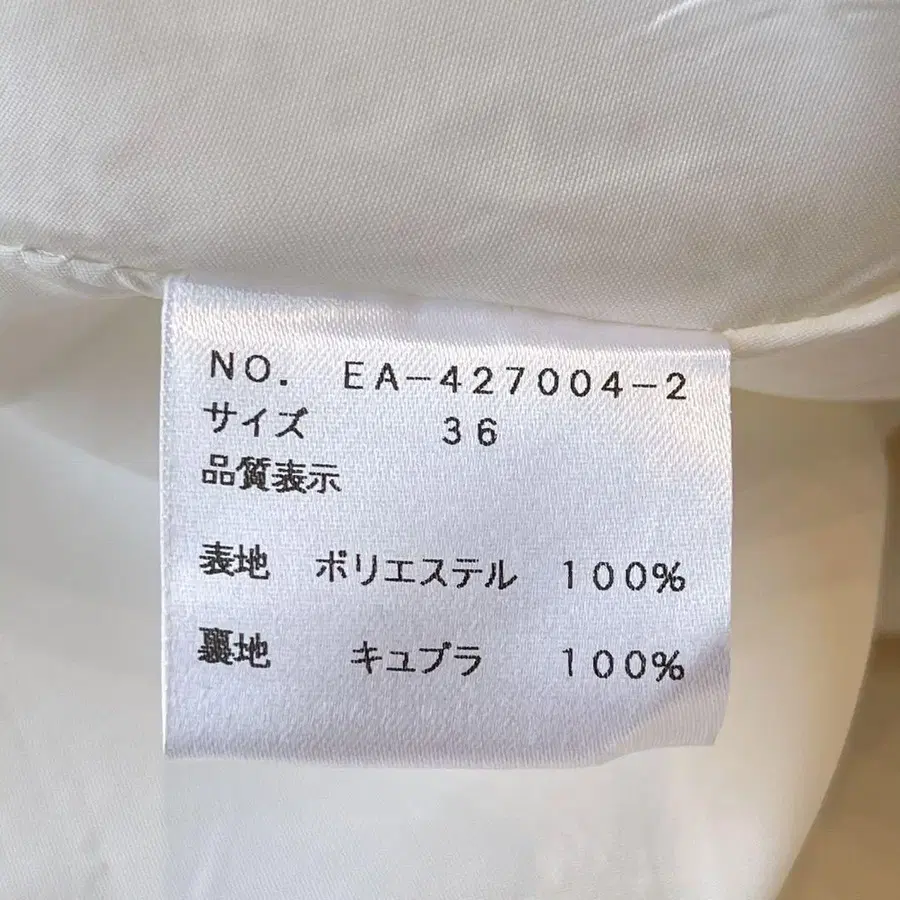 NO. EA-427004-2
サイズ 36
品質表示
表地 ポリエステル 100%
裏地 キュプラ 100%